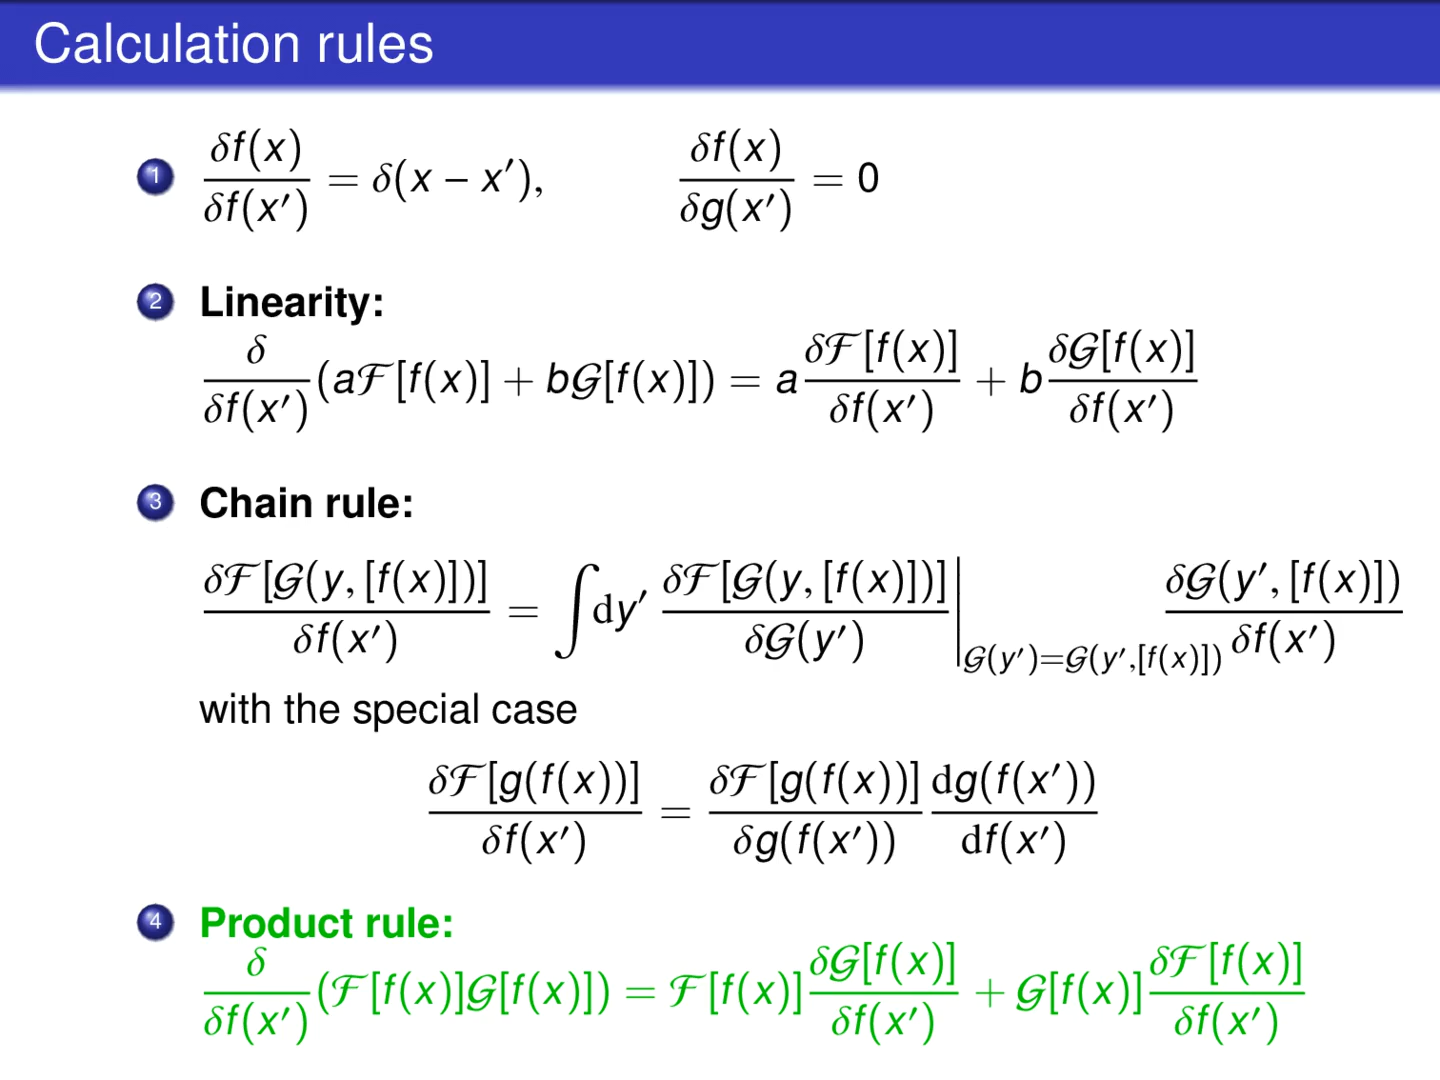 Calculation rules
1 δf(x)/δf(x′) = δ(x − x′), δf(x)/δg(x′) = 0
2 Linearity:
δ/δf(x′) (aℱ[f(x)] + b𝒢[f(x)]) = a δℱ[f(x)]/δf(x′) + b δ𝒢[f(x)]/δf(x′)
3 Chain rule:
δℱ[𝒢(y, [f(x)])]/δf(x′) = ∫dy′ δℱ[𝒢(y, [f(x)])]/δ𝒢(y′) |𝒢(y′)=𝒢(y′,[f(x)]) δ𝒢(y′, [f(x)])/δf(x′)
with the special case
δℱ[g(f(x))]/δf(x′) = δℱ[g(f(x))]/δg(f(x′)) dg(f(x′))/df(x′)
4 Product rule:
δ/δf(x′) (ℱ[f(x)]𝒢[f(x)]) = ℱ[f(x)] δ𝒢[f(x)]/δf(x′) + 𝒢[f(x)] δℱ[f(x)]/δf(x′)